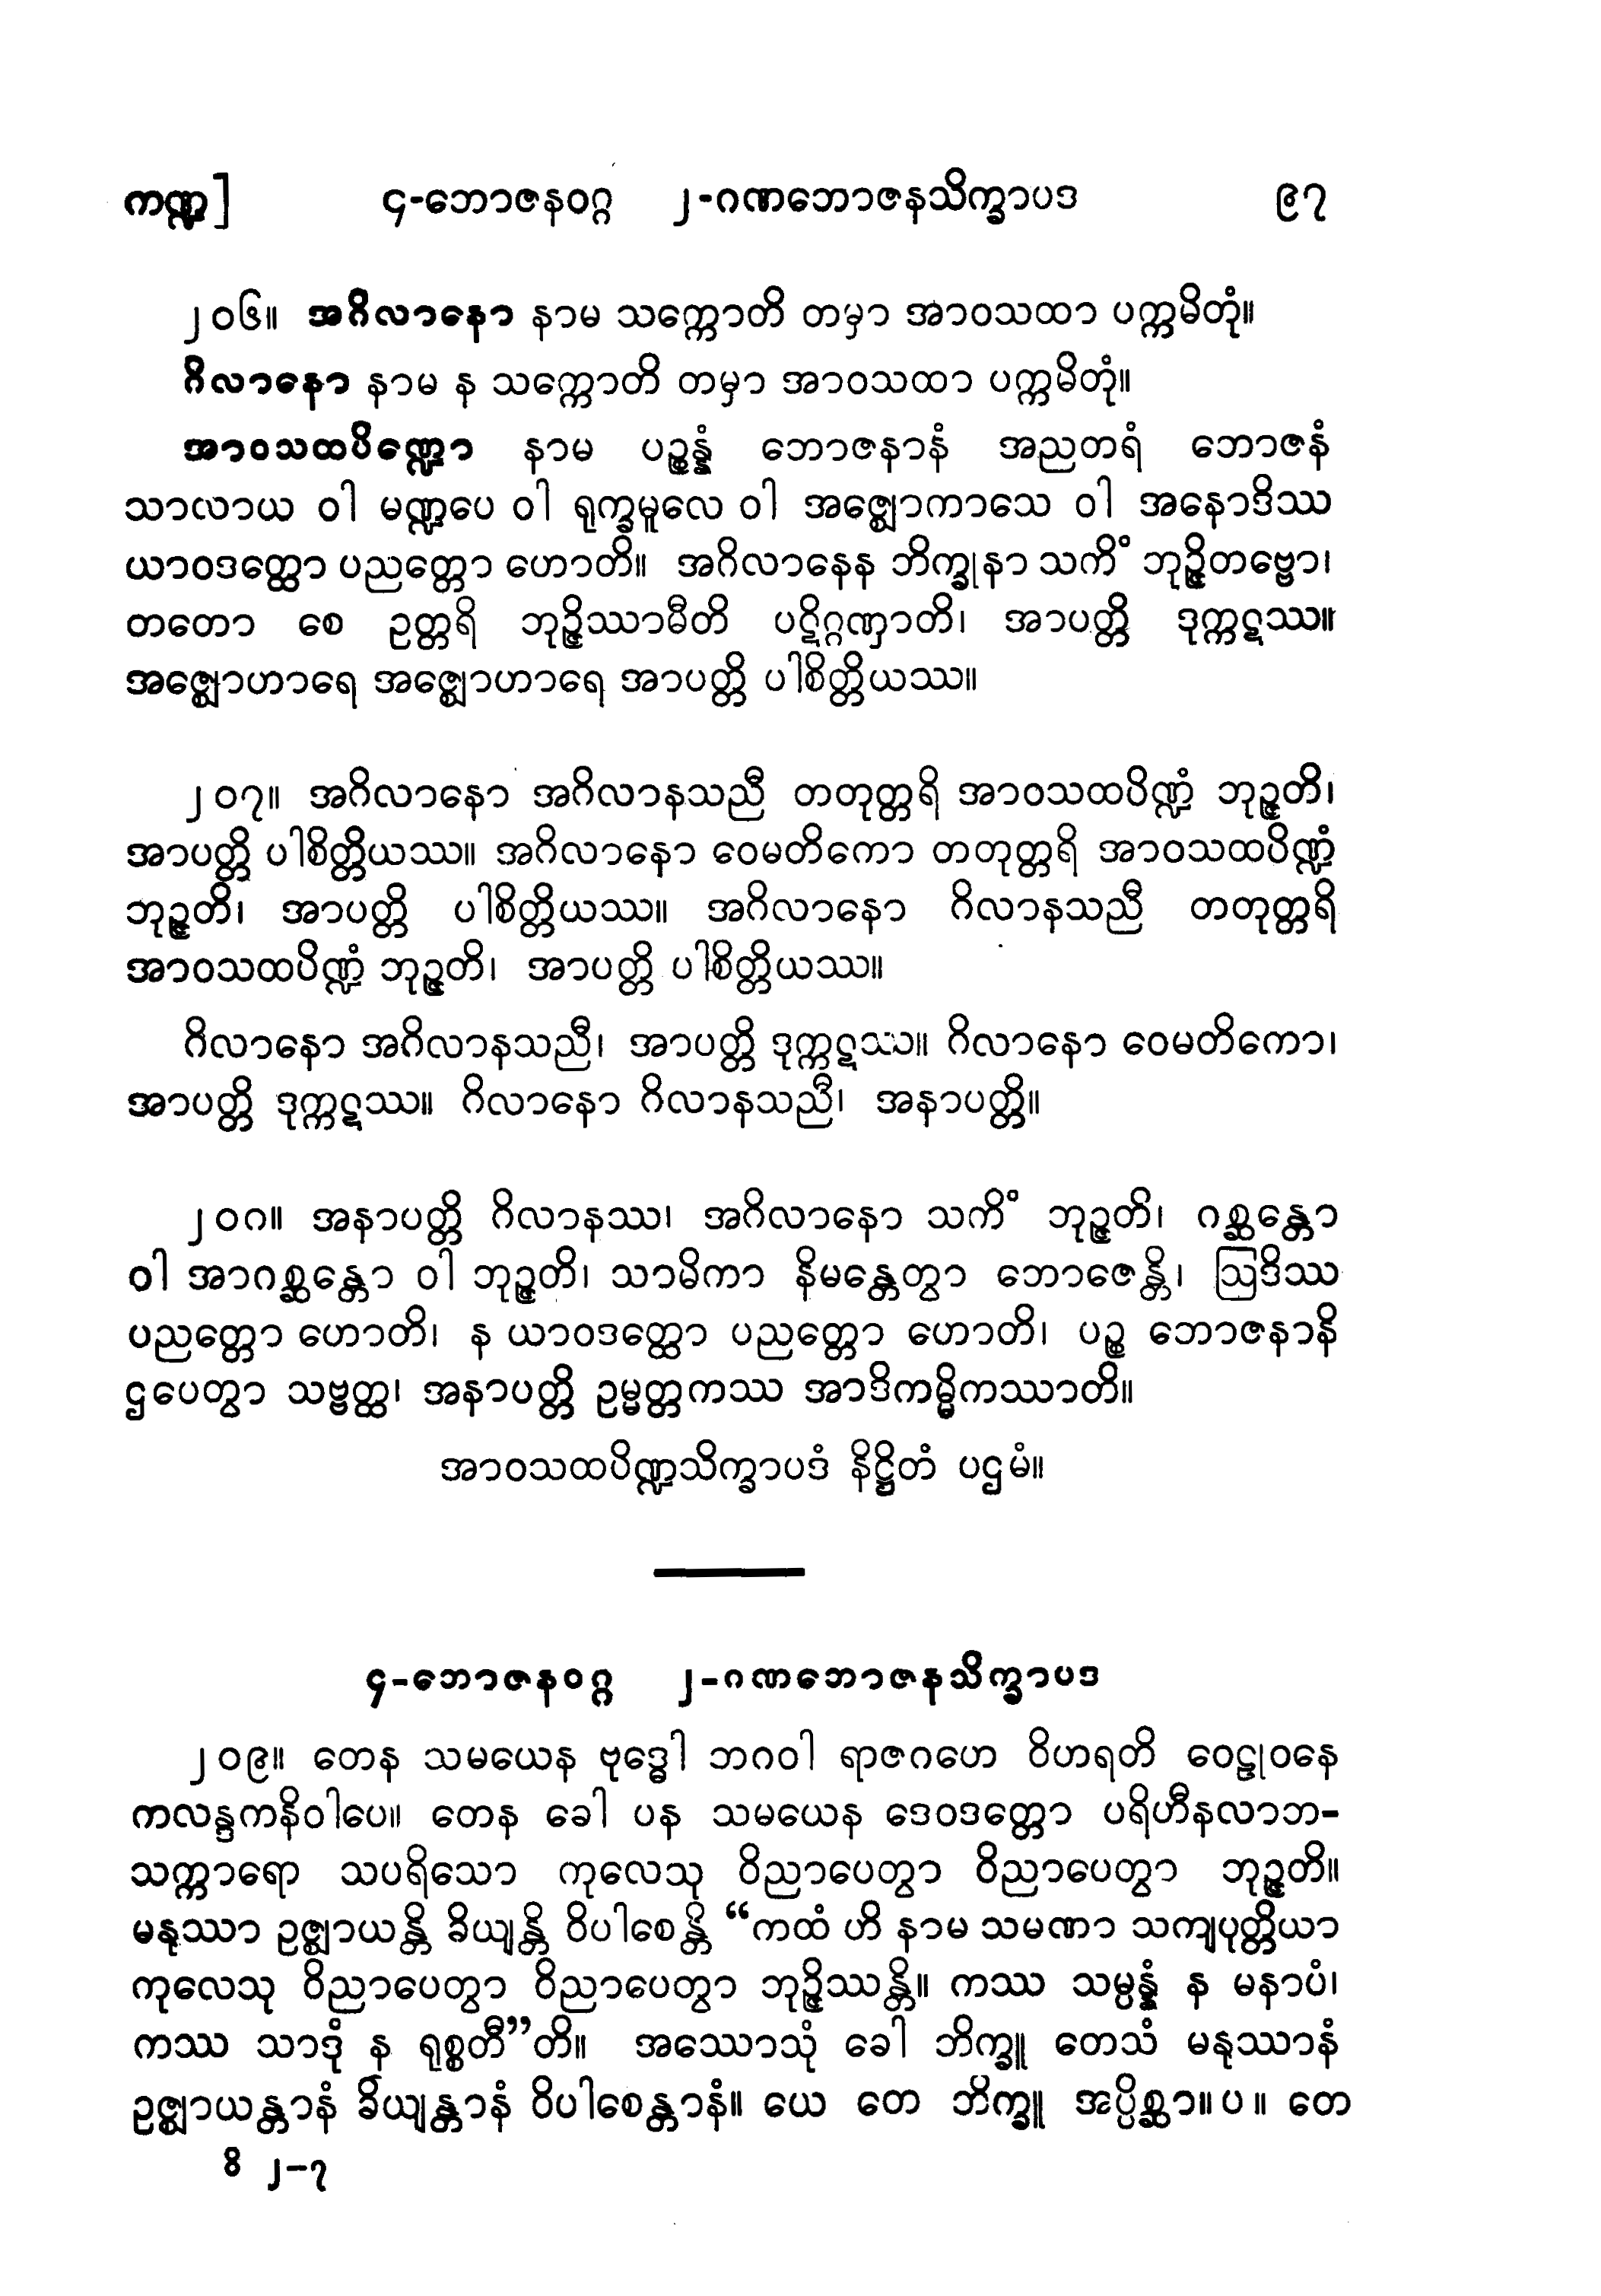 ကဏ္ဍ] ၄-ဘောဇနဝဂ္ဂ ၂-ဂဏဘောဇနသိက္ခာပဒ ၉၇
၂၀၆။ အဂိလာနော နာမ သက္ကောတိ တမှာ အာဝသထာ ပက္ကမိတုံ။
ဂိလာနော နာမ န သက္ကောတိ တမှာ အာဝသထာ ပက္ကမိတုံ။
အာဝသထပိဏ္ဍော နာမ ပဉ္စန္နံ ဘောဇနာနံ အညတရံ ဘောဇနံ
သာလာယ ဝါ မဏ္ဍပေ ဝါ ရုက္ခမူလေ ဝါ အဇ္ဈောကာသေ ဝါ အနောဒိဿ
ယာဝဒတ္ထော ပညတ္တော ဟောတိ။ အဂိလာနေန ဘိက္ခုနာ သကိံ ဘုဉ္ဇိတဗ္ဗော၊
တတော စေ ဥတ္တရိ ဘုဉ္ဇိဿာမီတိ ပဋိဂ္ဂဏှာတိ၊ အာပတ္တိ ဒုက္ကဋဿ။
အဇ္ဈောဟာရေ အဇ္ဈောဟာရေ အာပတ္တိ ပါစိတ္တိယဿ။
၂၀၇။ အဂိလာနော အဂိလာနသညီ တတုတ္တရိ အာဝသထပိဏ္ဍံ ဘုဉ္ဇတိ၊
အာပတ္တိ ပါစိတ္တိယဿ။ အဂိလာနော ဝေမတိကော တတုတ္တရိ အာဝသထပိဏ္ဍံ
ဘုဉ္ဇတိ၊ အာပတ္တိ ပါစိတ္တိယဿ။ အဂိလာနော ဂိလာနသညီ တတုတ္တရိ
အာဝသထပိဏ္ဍံ ဘုဉ္ဇတိ၊ အာပတ္တိ ပါစိတ္တိယဿ။
ဂိလာနော အဂိလာနသညီ၊ အာပတ္တိ ဒုက္ကဋဿ။ ဂိလာနော ဝေမတိကော၊
အာပတ္တိ ဒုက္ကဋဿ။ ဂိလာနော ဂိလာနသညီ၊ အနာပတ္တိ။
၂၀၈။ အနာပတ္တိ ဂိလာနဿ၊ အဂိလာနော သကိံ ဘုဉ္ဇတိ၊ ဂစ္ဆန္တော
ဝါ အာဂစ္ဆန္တော ဝါ ဘုဉ္ဇတိ၊ သာမိကာ နိမန္တေတွာ ဘောဇေန္တိ၊ ဩဒိဿ
ပညတ္တော ဟောတိ၊ န ယာဝဒတ္ထော ပညတ္တော ဟောတိ၊ ပဉ္စ ဘောဇနာနိ
ဌပေတွာ သဗ္ဗတ္ထ၊ အနာပတ္တိ ဥမ္မတ္တကဿ အာဒိကမ္မိကဿာတိ။
အာဝသထပိဏ္ဍသိက္ခာပဒံ နိဋ္ဌိတံ ပဌမံ။
၄-ဘောဇနဝဂ္ဂ ၂-ဂဏဘောဇနသိက္ခာပဒ
၂၀၉။ တေန သမယေန ဗုဒ္ဓေါ ဘဂဝါ ရာဇဂဟေ ဝိဟရတိ ဝေဠုဝနေ
ကလန္ဒကနိဝါပေ။ တေန ခေါ ပန သမယေန ဒေဝဒတ္တော ပရိဟီနလာဘ-
သက္ကာရော သပရိသော ကုလေသု ဝိညာပေတွာ ဝိညာပေတွာ ဘုဉ္ဇတိ။
မနုဿာ ဥဇ္ဈာယန္တိ ခိယျန္တိ ဝိပါစေန္တိ “ကထံ ဟိ နာမ သမဏာ သကျပုတ္တိယာ
ကုလေသု ဝိညာပေတွာ ဝိညာပေတွာ ဘုဉ္ဇိဿန္တိ။ ကဿ သမ္ပန္နံ န မနာပံ၊
ကဿ သာဒုံ န ရုစ္စတီ”တိ။ အဿောသုံ ခေါ ဘိက္ခူ တေသံ မနုဿာနံ
ဥဇ္ဈာယန္တာနံ ခိယျန္တာနံ ဝိပါစေန္တာနံ။ ယေ တေ ဘိက္ခူ အပ္ပိစ္ဆာ။ ပ ။ တေ
ဝိ ၂-၇